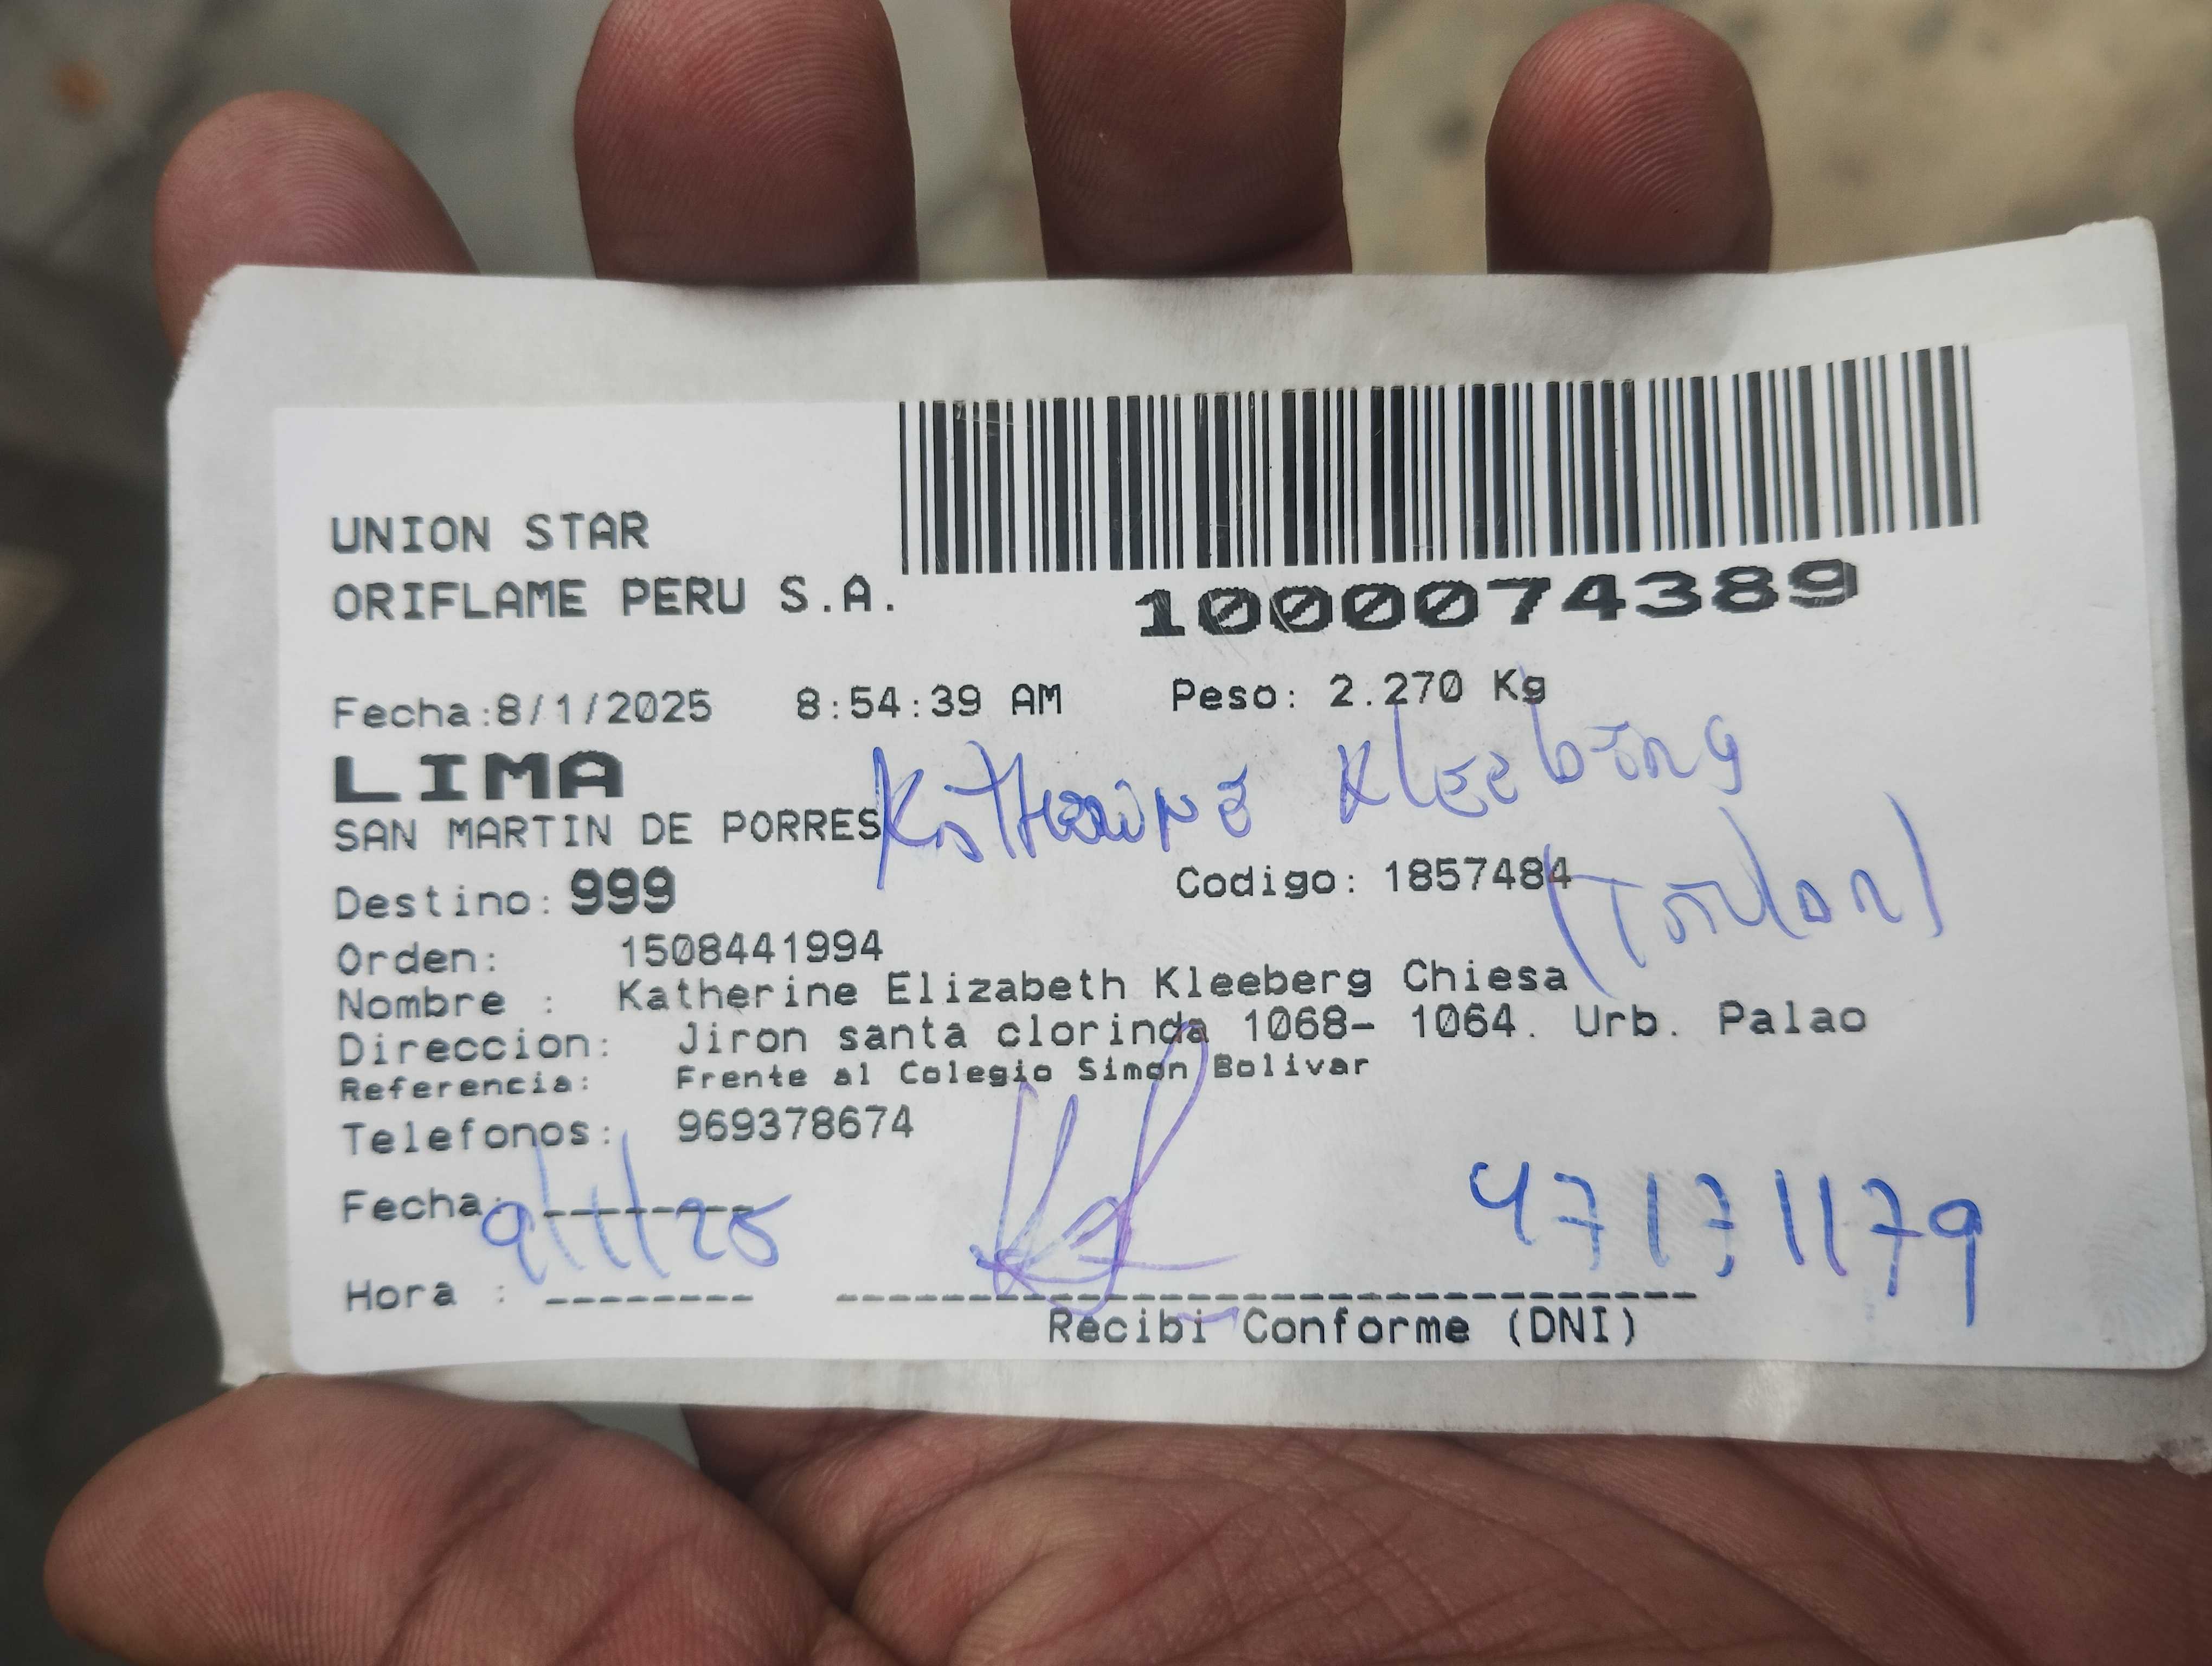 UNION STAR
ORIFLAME PERU S.A.
1000074389
Fecha:8/1/2025 8:54:39 AM Peso: 2.270 Kg
LIMA
SAN MARTIN DE PORRES
Katherine Kleeberg
Destino: 999 Codigo: 1857484
(Titular)
Orden: 1508441994
Nombre : Katherine Elizabeth Kleeberg Chiesa
Direccion: Jiron santa clorinda 1068- 1064. Urb. Palao
Referencia: Frente al Colegio Simon Bolivar
Telefonos: 969378674
Fecha: 9/1/25
Hora :
Recibi Conforme (DNI)